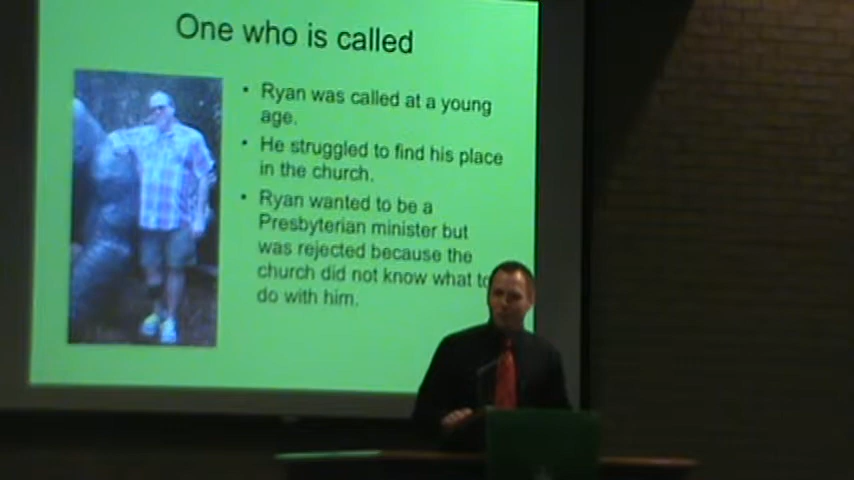 One who is called
• Ryan was called at a young
age.
• He struggled to find his place
in the church.
• Ryan wanted to be a
Presbyterian minister but
was rejected because the
church did not know what to
do with him.